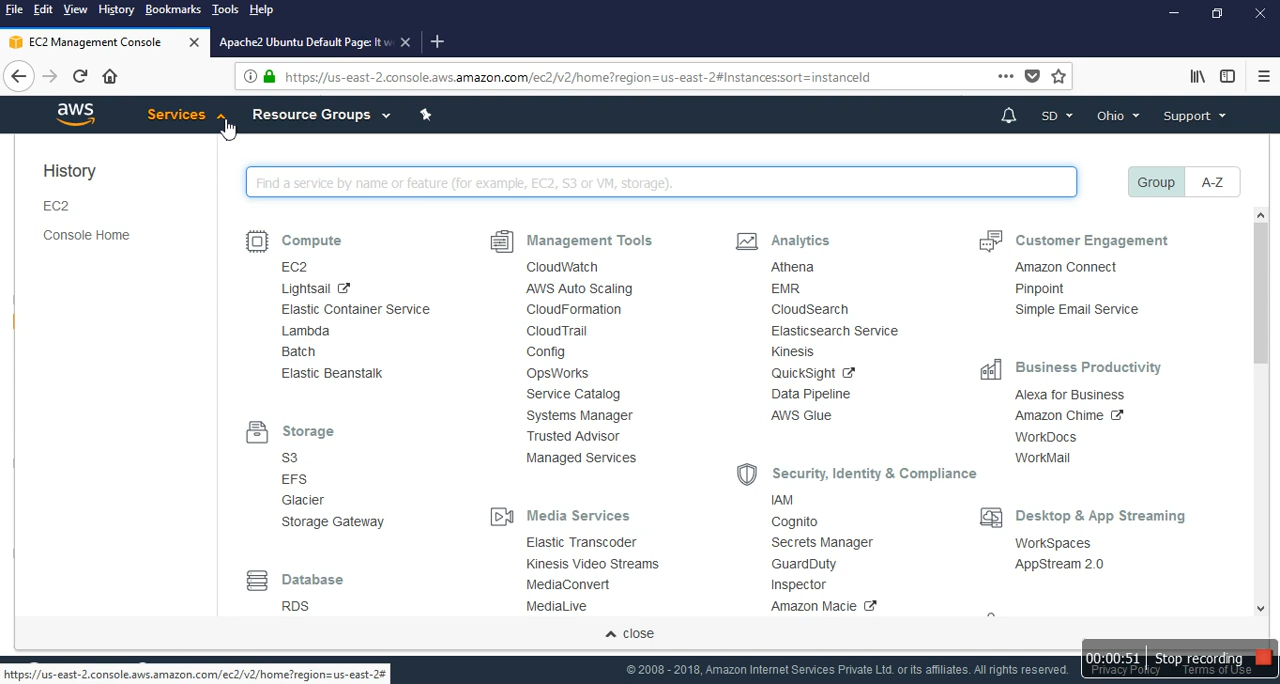 File Edit View History Bookmarks Tools Help
EC2 Management Console
Apache2 Ubuntu Default Page: It w
https://us-east-2.console.aws.amazon.com/ec2/v2/home?region=us-east-2#Instances:sort=instanceId
aws Services Resource Groups SD Ohio Support
History
EC2
Console Home
Find a service by name or feature (for example, EC2, S3 or VM, storage).
Group A-Z
Compute
EC2
Lightsail
Elastic Container Service
Lambda
Batch
Elastic Beanstalk
Storage
S3
EFS
Glacier
Storage Gateway
Database
RDS
Management Tools
CloudWatch
AWS Auto Scaling
CloudFormation
CloudTrail
Config
OpsWorks
Service Catalog
Systems Manager
Trusted Advisor
Managed Services
Media Services
Elastic Transcoder
Kinesis Video Streams
MediaConvert
MediaLive
Analytics
Athena
EMR
CloudSearch
Elasticsearch Service
Kinesis
QuickSight
Data Pipeline
AWS Glue
Security, Identity & Compliance
IAM
Cognito
Secrets Manager
GuardDuty
Inspector
Amazon Macie
Customer Engagement
Amazon Connect
Pinpoint
Simple Email Service
Business Productivity
Alexa for Business
Amazon Chime
WorkDocs
WorkMail
Desktop & App Streaming
WorkSpaces
AppStream 2.0
close
https://us-east-2.console.aws.amazon.com/ec2/v2/home?region=us-east-2#
© 2008 - 2018, Amazon Internet Services Private Ltd. or its affiliates. All rights reserved.
Privacy Policy Terms of Use
00:00:51 Stop recording